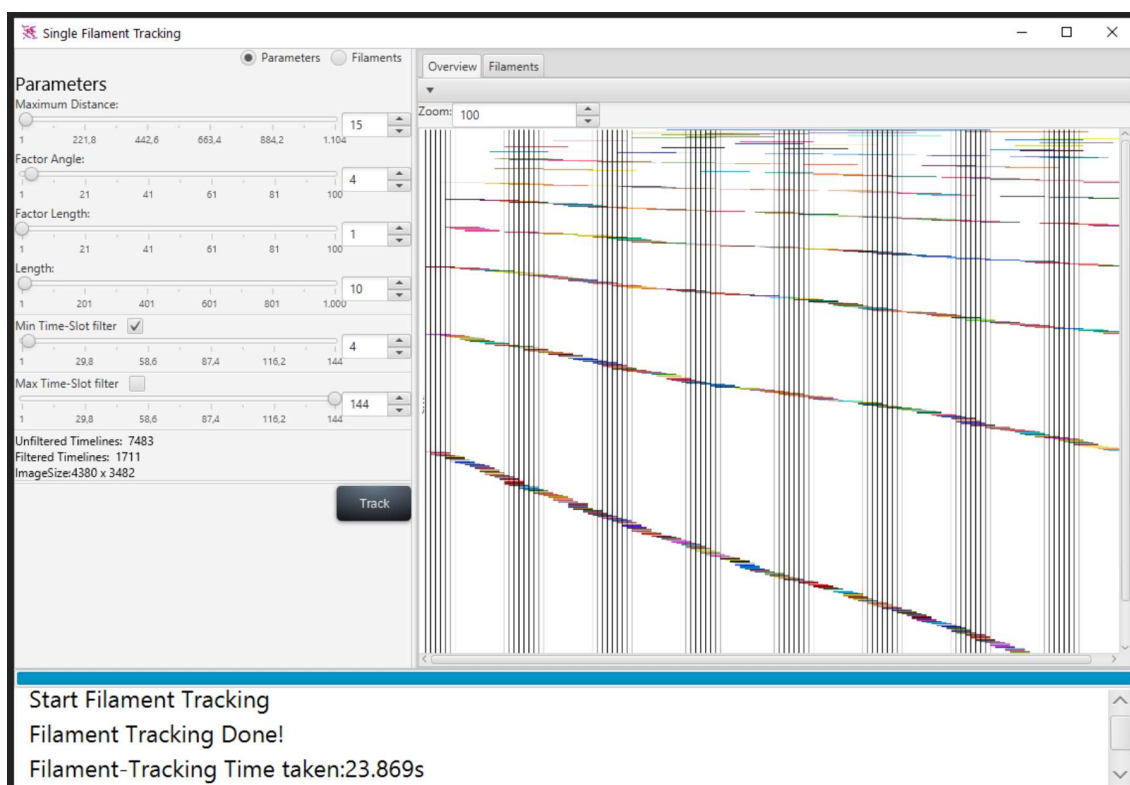 Single Filament Tracking
Parameters Filaments
Parameters
Maximum Distance:
15
1 221,8 442,6 663,4 884,2 1.104
Factor Angle:
4
1 21 41 61 81 100
Factor Length:
1
1 21 41 61 81 100
Length:
10
1 201 401 601 801 1.000
Min Time-Slot filter
4
1 29,8 58,6 87,4 116,2 144
Max Time-Slot filter
144
1 29,8 58,6 87,4 116,2 144
Unfiltered Timelines: 7483
Filtered Timelines: 1711
ImageSize:4380 x 3482
Track
Overview Filaments
Zoom: 100
Start Filament Tracking
Filament Tracking Done!
Filament-Tracking Time taken:23.869s